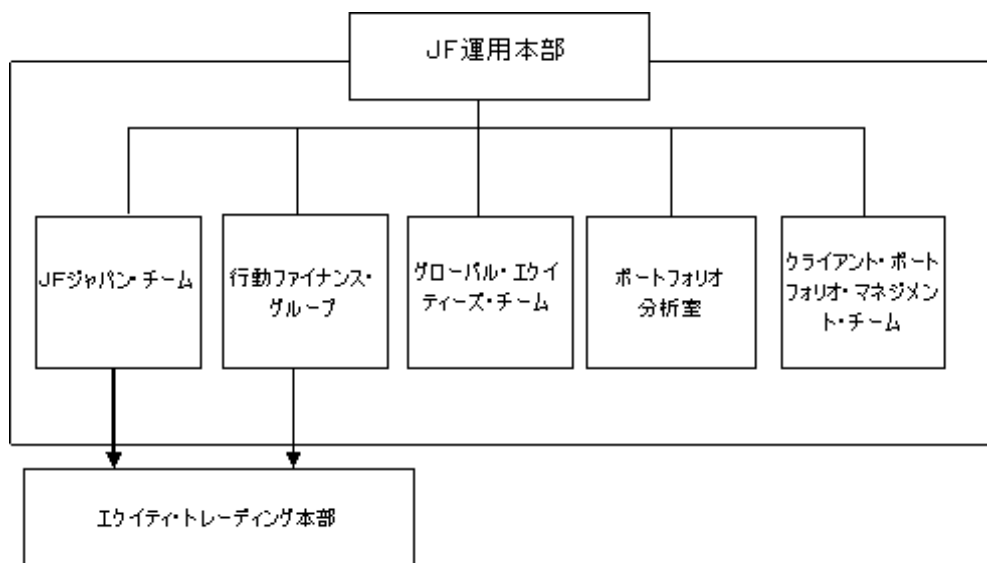 JF運用本部
JFジャパン・チーム
行動ファイナンス・
グループ
グローバル・エクイ
ティーズ・チーム
ポートフォリオ
分析室
クライアント・ポート
フォリオ・マネジメン
ト・チーム
エクイティ・トレーディング本部